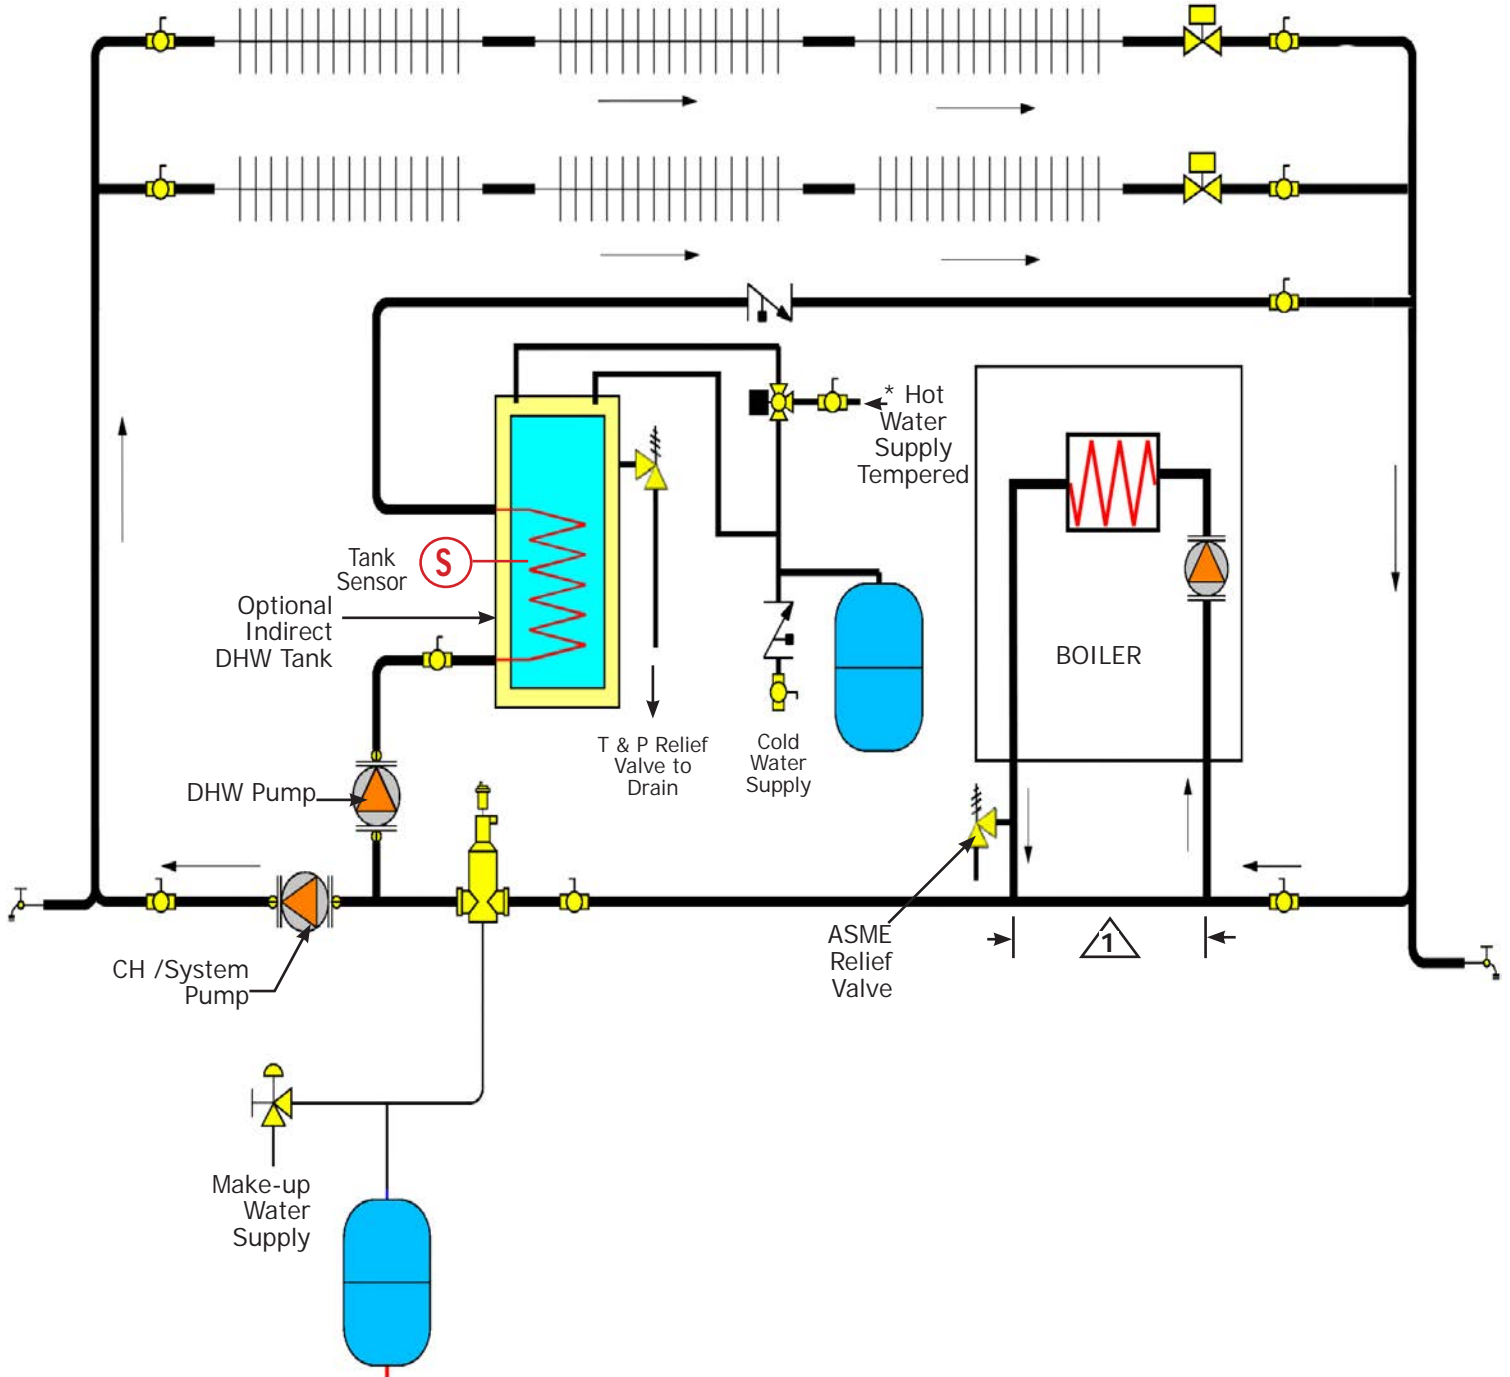 * Hot
Water
Supply
Tempered
Tank
Sensor
S
Optional
Indirect
DHW Tank
BOILER
T & P Relief
Valve to
Drain
Cold
Water
Supply
DHW Pump
ASME
Relief
Valve
1
CH /System
Pump
Make-up
Water
Supply